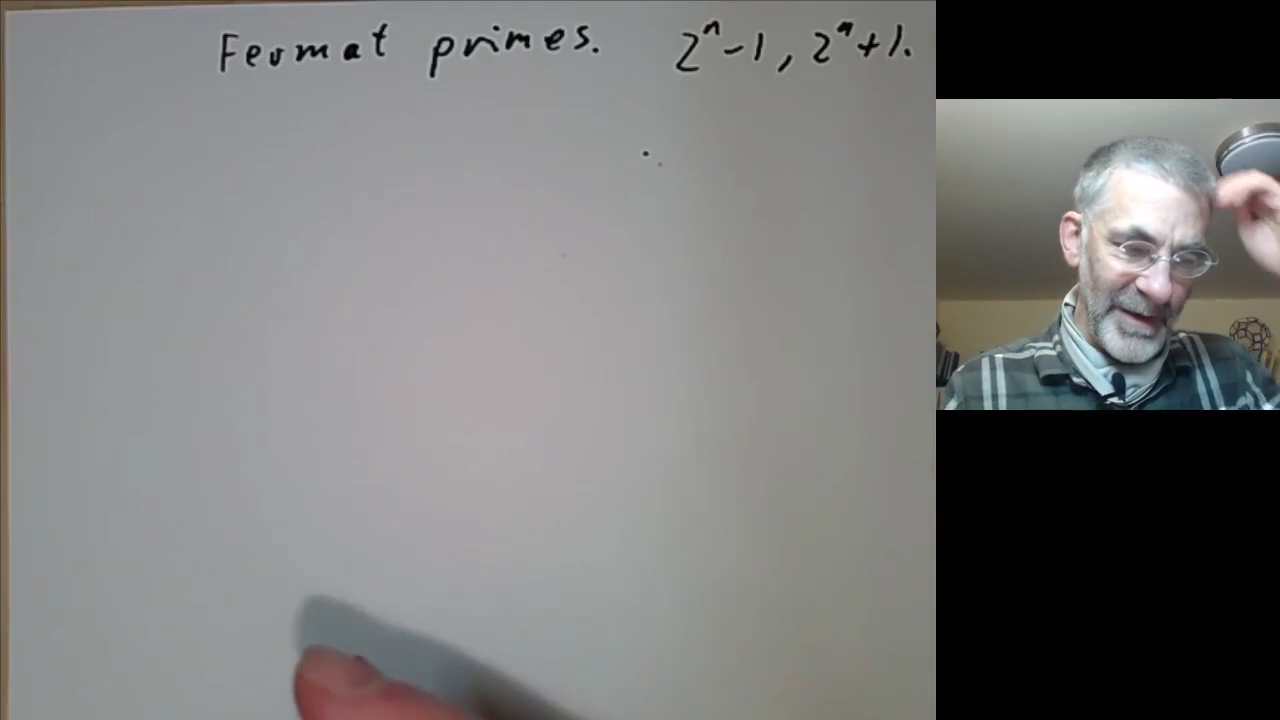 Fermat primes. 2ⁿ-1, 2ⁿ+1.